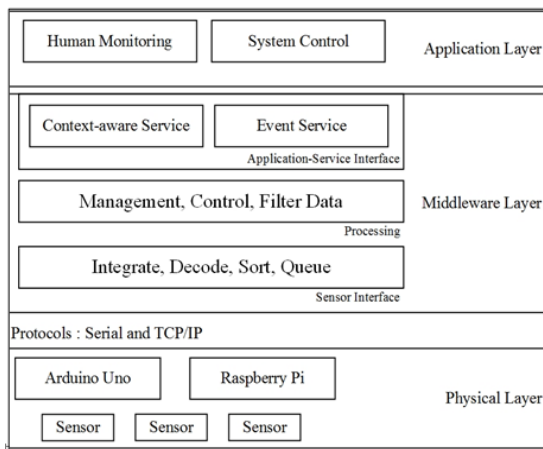 Human Monitoring
System Control
Application Layer
Context-aware Service
Event Service
Application-Service Interface
Management, Control, Filter Data
Middleware Layer
Processing
Integrate, Decode, Sort, Queue
Sensor Interface
Protocols : Serial and TCP/IP
Arduino Uno
Raspberry Pi
Physical Layer
Sensor
Sensor
Sensor